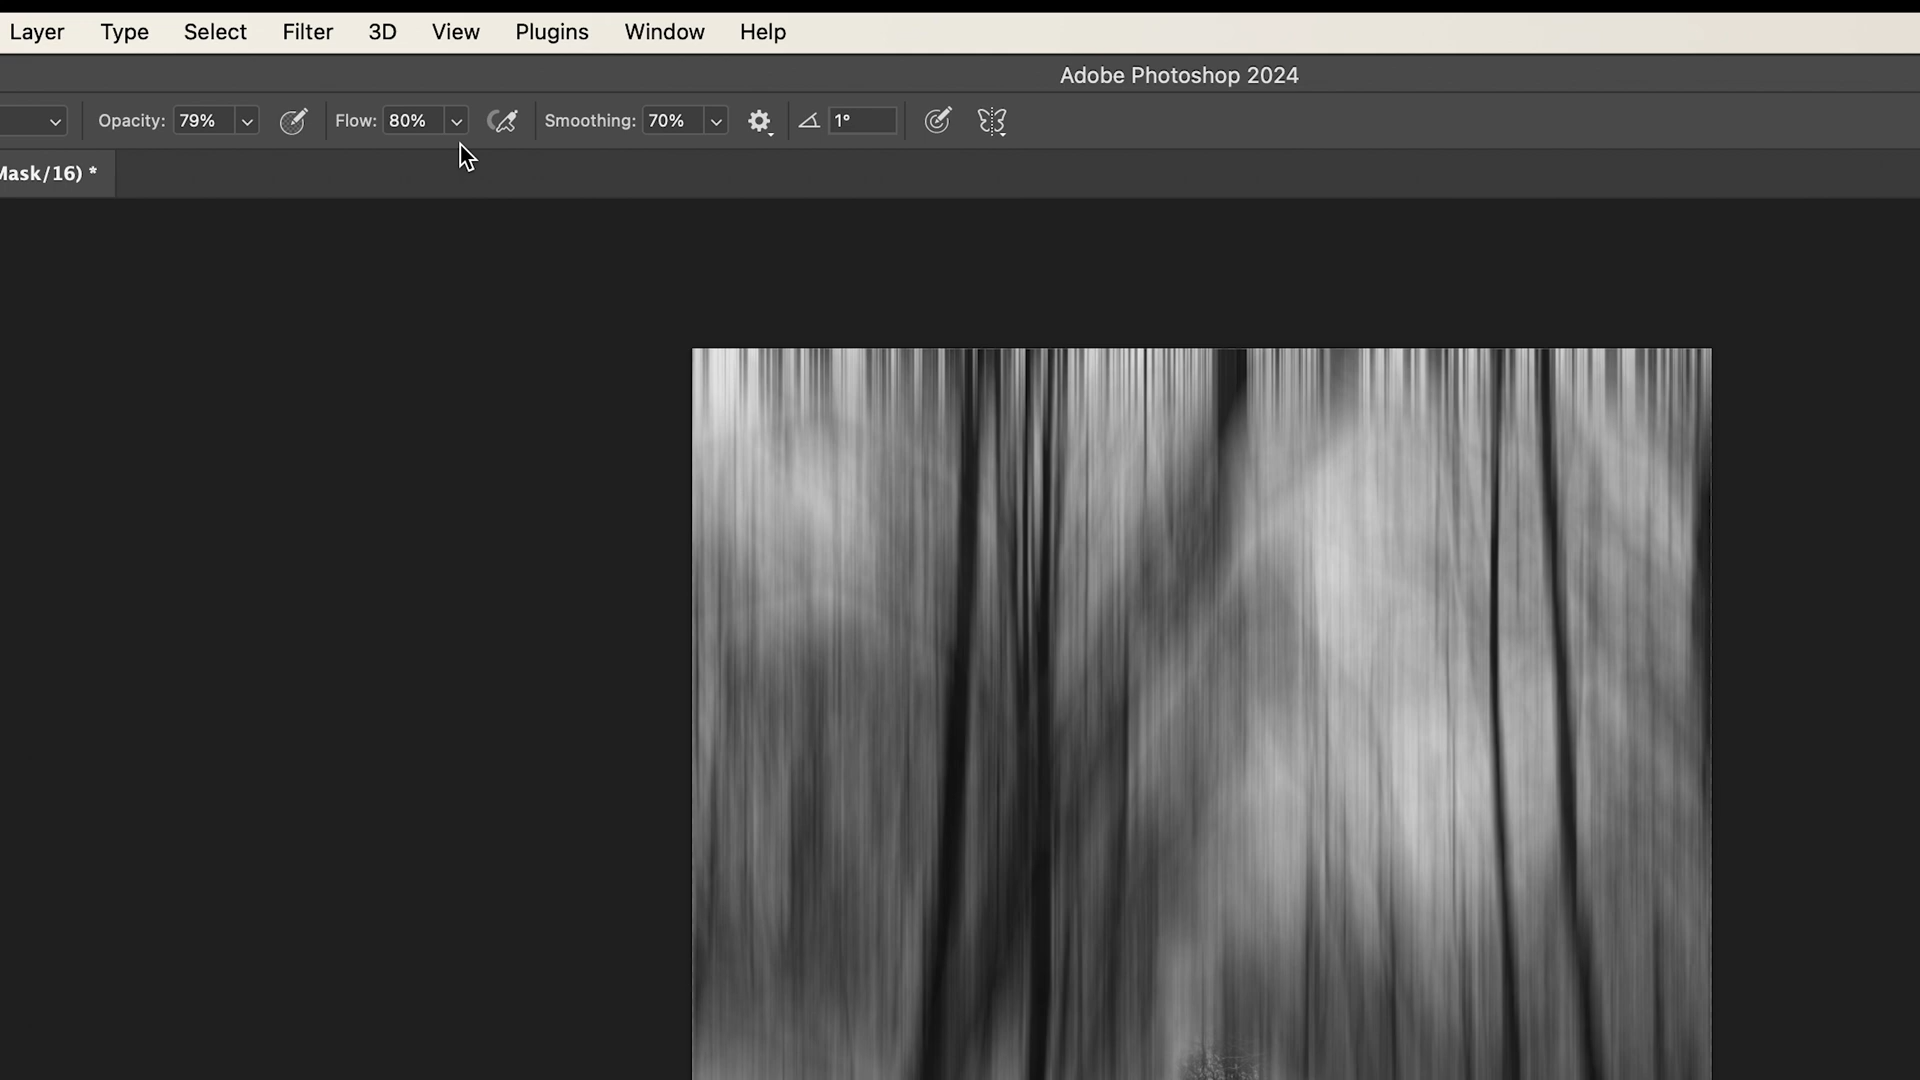 Layer Type Select Filter 3D View Plugins Window Help
Adobe Photoshop 2024
Opacity: 79% Flow: 80% Smoothing: 70% 1°
Mask/16) *